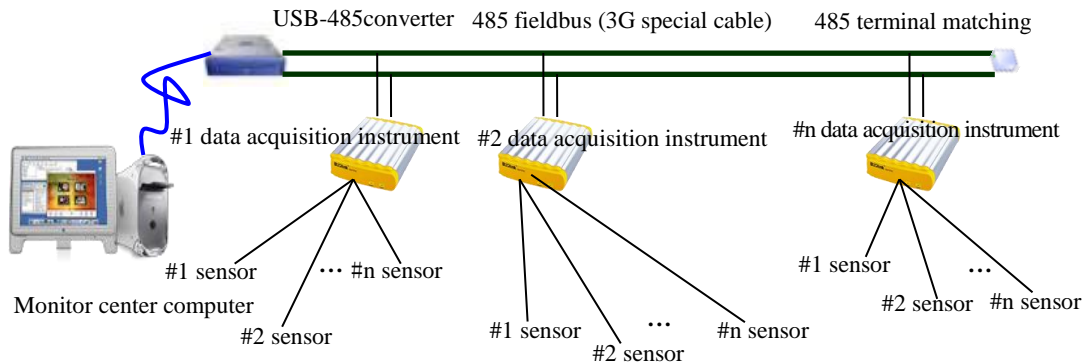 USB-485converter
485 fieldbus (3G special cable)
485 terminal matching
#1 data acquisition instrument
#2 data acquisition instrument
#n data acquisition instrument
#1 sensor
... #n sensor
#2 sensor
#1 sensor
...
#2 sensor
#n sensor
#1 sensor
...
#2 sensor
#n sensor
Monitor center computer